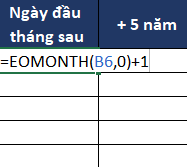 Ngày đầu
tháng sau
+ 5 năm
=EOMONTH(B6,0)+1